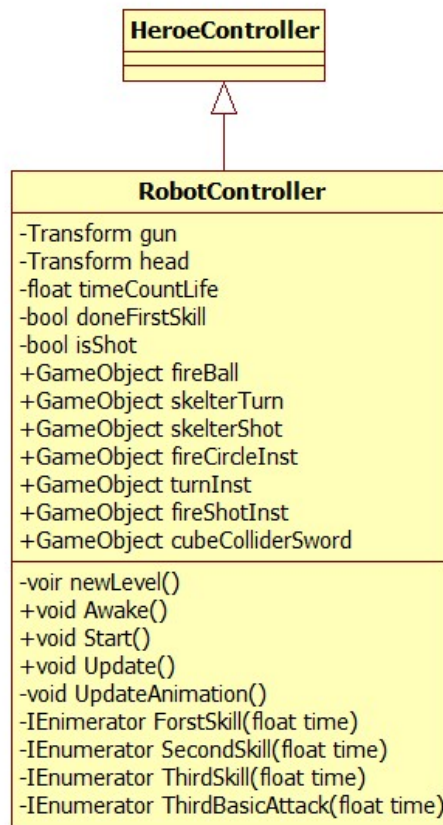 HeroeController
RobotController
-Transform gun
-Transform head
-float timeCountLife
-bool doneFirstSkill
-bool isShot
+GameObject fireBall
+GameObject skelterTurn
+GameObject skelterShot
+GameObject fireCircleInst
+GameObject turnInst
+GameObject fireShotInst
+GameObject cubeColliderSword
-voir newLevel()
+void Awake()
+void Start()
+void Update()
-void UpdateAnimation()
-IEnimerator ForstSkill(float time)
-IEnumerator SecondSkill(float time)
-IEnumerator ThirdSkill(float time)
-IEnumerator ThirdBasicAttack(float time)